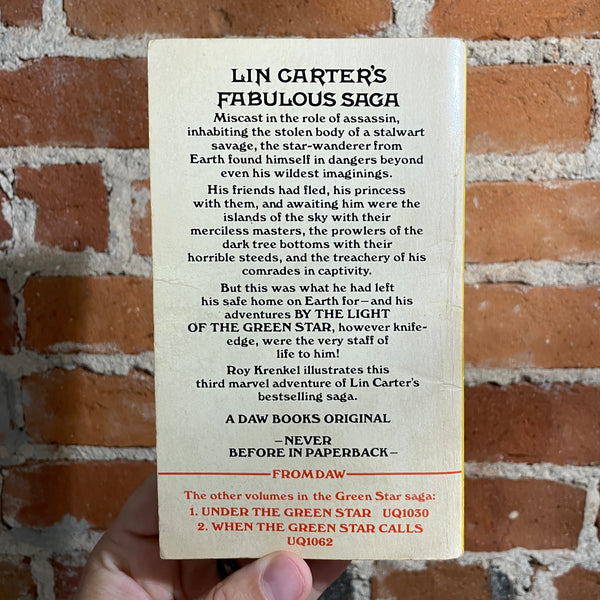 LIN CARTER'S
FABULOUS SAGA
Miscast in the role of assassin,
inhabiting the stolen body of a stalwart
savage, the star-wanderer from
Earth found himself in dangers beyond
even his wildest imaginings.
His friends had fled, his princess
with them, and awaiting him were the
islands of the sky with their
merciless masters, the prowlers of the
dark tree bottoms with their
horrible steeds, and the treachery of his
comrades in captivity.
But this was what he had left
his safe home on Earth for—and his
adventures BY THE LIGHT
OF THE GREEN STAR, however knife-
edge, were the very staff of
life to him!
Roy Krenkel illustrates this
third marvel adventure of Lin Carter's
bestselling saga.
A DAW BOOKS ORIGINAL
—NEVER
BEFORE IN PAPERBACK—
FROM DAW
The other volumes in the Green Star saga:
1. UNDER THE GREEN STAR UQ1030
2. WHEN THE GREEN STAR CALLS
UQ1062